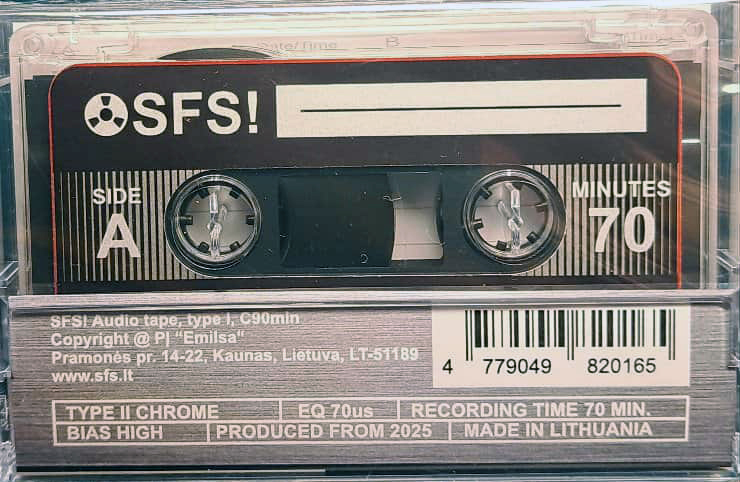 Date/Time B
SFS!
SIDE
A
MINUTES
70
SFS! Audio tape, type I, C90min
Copyright @ PĮ "Emilsa"
Pramonės pr. 14-22, Kaunas, Lietuva, LT-51189
www.sfs.lt
4 779049 820165
TYPE II CHROME EQ 70us RECORDING TIME 70 MIN.
BIAS HIGH PRODUCED FROM 2025 MADE IN LITHUANIA